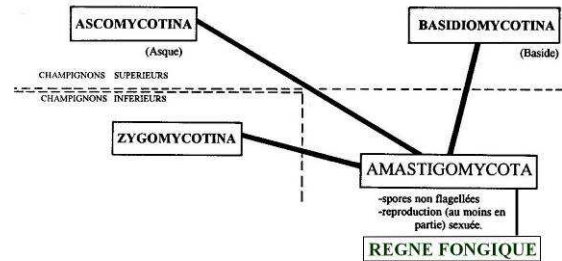 ASCOMYCOTINA
BASIDIOMYCOTINA
(Asque)
(Baside)
CHAMPIGNONS SUPERIEURS
CHAMPIGNONS INFERIEURS
ZYGOMYCOTINA
AMASTIGOMYCOTA
-spores non flagellées
-reproduction (au moins en
partie) sexuée.
REGNE FONGIQUE